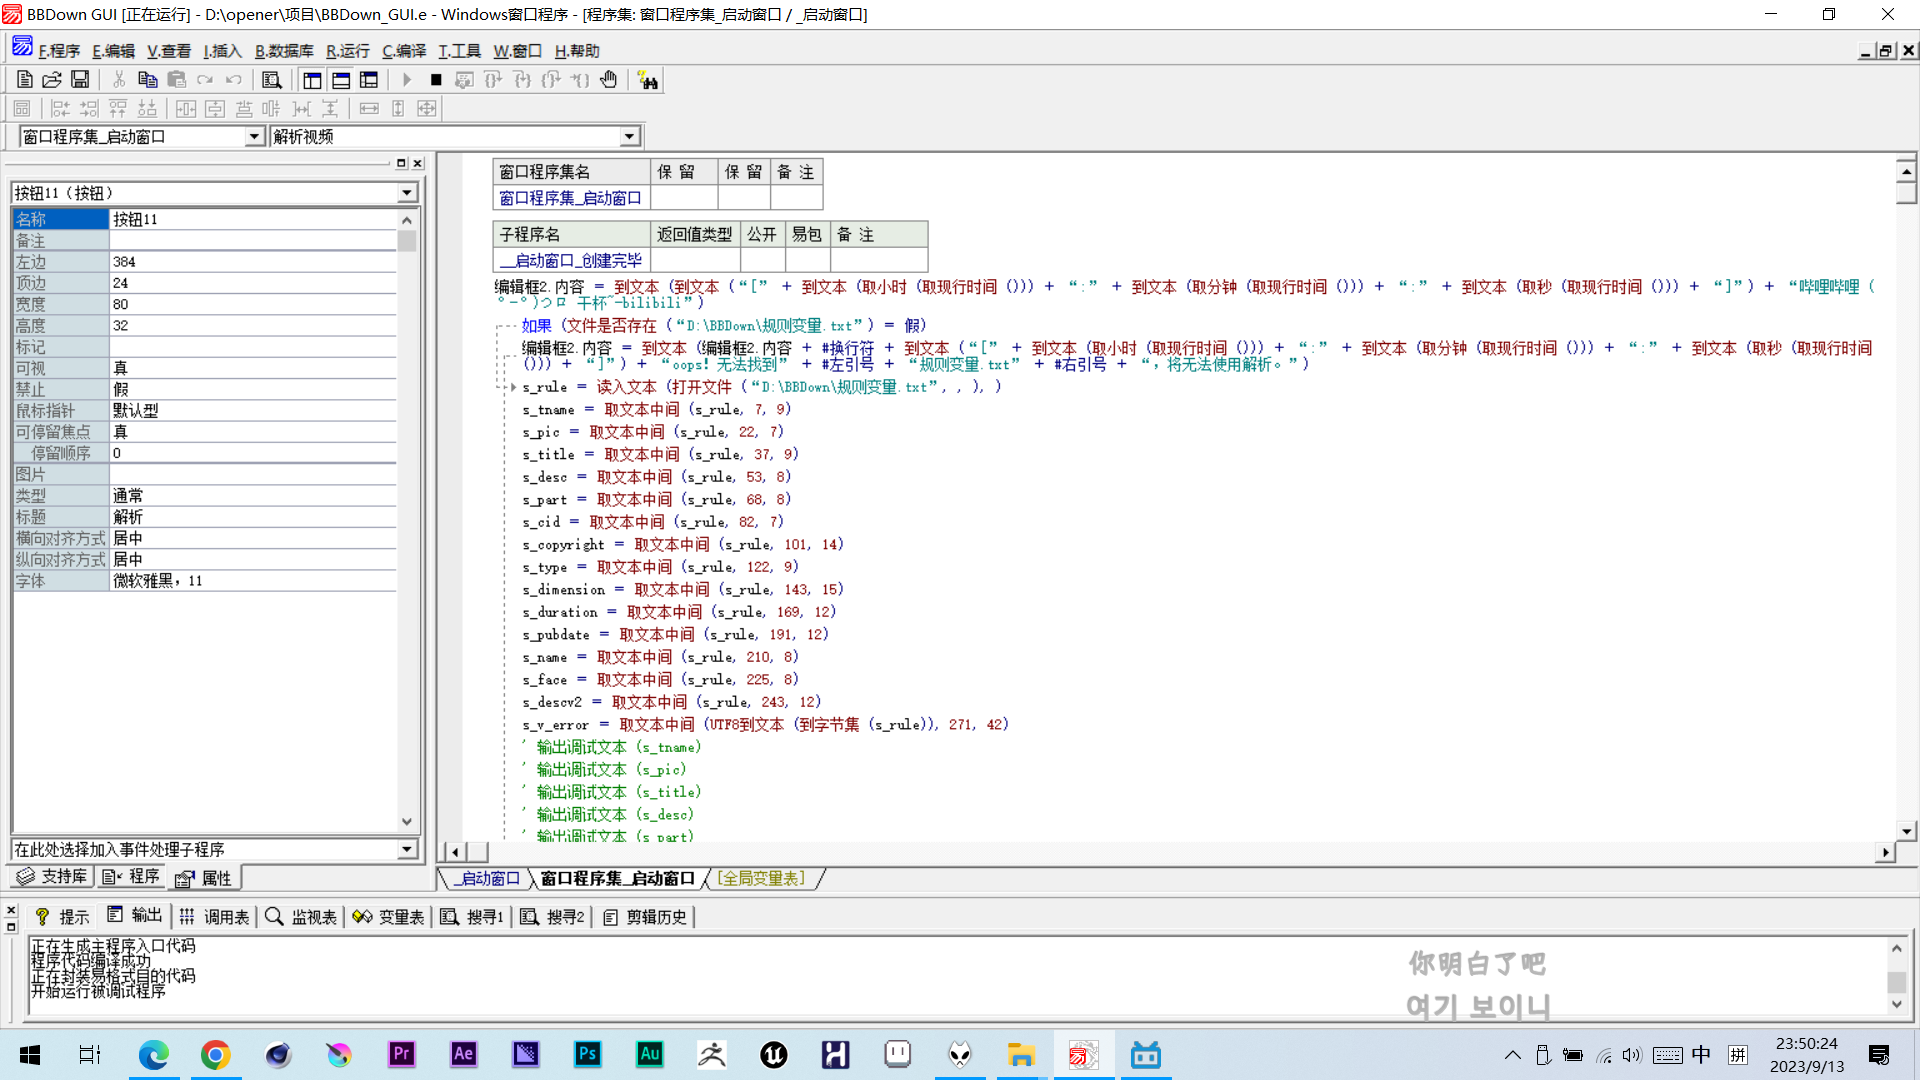 BBDown GUI [正在运行] - D:\opener\项目\BBDown_GUI.e - Windows窗口程序 - [程序集: 窗口程序集_启动窗口 / _启动窗口]
F.程序 E.编辑 V.查看 I.插入 B.数据库 R.运行 C.编译 T.工具 W.窗口 H.帮助
窗口程序集_启动窗口 解析视频
按钮11（按钮）
名称 按钮11
备注
左边 384
顶边 24
宽度 80
高度 32
标记
可视 真
禁止 假
鼠标指针 默认型
可停留焦点 真
停留顺序 0
图片
类型 通常
标题 解析
横向对齐方式 居中
纵向对齐方式 居中
字体 微软雅黑，11
在此处选择加入事件处理子程序
支持库 程序 属性
窗口程序集名 保 留 保 留 备 注
窗口程序集_启动窗口
子程序名 返回值类型 公开 易包 备 注
__启动窗口_创建完毕
编辑框2.内容 ＝ 到文本 (到文本 (“[” ＋ 到文本 (取小时 (取现行时间 ())) ＋ “:” ＋ 到文本 (取分钟 (取现行时间 ())) ＋ “:” ＋ 到文本 (取秒 (取现行时间 ())) ＋ “]”) ＋ “哔哩哔哩 (
°-°)つロ 干杯~-bilibili”)
如果 (文件是否存在 (“D:\BBDown\规则变量.txt”) ＝ 假)
编辑框2.内容 ＝ 到文本 (编辑框2.内容 ＋ #换行符 ＋ 到文本 (“[” ＋ 到文本 (取小时 (取现行时间 ())) ＋ “:” ＋ 到文本 (取分钟 (取现行时间 ())) ＋ “:” ＋ 到文本 (取秒 (取现行时间
())) ＋ “]”) ＋ “oops! 无法找到” ＋ #左引号 ＋ “规则变量.txt” ＋ #右引号 ＋ “，将无法使用解析。”)
s_rule ＝ 读入文本 (打开文件 (“D:\BBDown\规则变量.txt”, , ), )
s_tname ＝ 取文本中间 (s_rule, 7, 9)
s_pic ＝ 取文本中间 (s_rule, 22, 7)
s_title ＝ 取文本中间 (s_rule, 37, 9)
s_desc ＝ 取文本中间 (s_rule, 53, 8)
s_part ＝ 取文本中间 (s_rule, 68, 8)
s_cid ＝ 取文本中间 (s_rule, 82, 7)
s_copyright ＝ 取文本中间 (s_rule, 101, 14)
s_type ＝ 取文本中间 (s_rule, 122, 9)
s_dimension ＝ 取文本中间 (s_rule, 143, 15)
s_duration ＝ 取文本中间 (s_rule, 169, 12)
s_pubdate ＝ 取文本中间 (s_rule, 191, 12)
s_name ＝ 取文本中间 (s_rule, 210, 8)
s_face ＝ 取文本中间 (s_rule, 225, 8)
s_descv2 ＝ 取文本中间 (s_rule, 243, 12)
s_v_error ＝ 取文本中间 (UTF8到文本 (到字节集 (s_rule)), 271, 42)
' 输出调试文本 (s_tname)
' 输出调试文本 (s_pic)
' 输出调试文本 (s_title)
' 输出调试文本 (s_desc)
' 输出调试文本 (s_part)
_启动窗口 窗口程序集_启动窗口 [全局变量表]
提示 输出 调用表 监视表 变量表 搜寻1 搜寻2 剪辑历史
正在生成主程序入口代码
程序代码编译成功
正在封装易格式目的代码
开始运行被调试程序
你明白了吧
여기 보이니
Pr Ae Ps Au
中 拼
23:50:24
2023/9/13